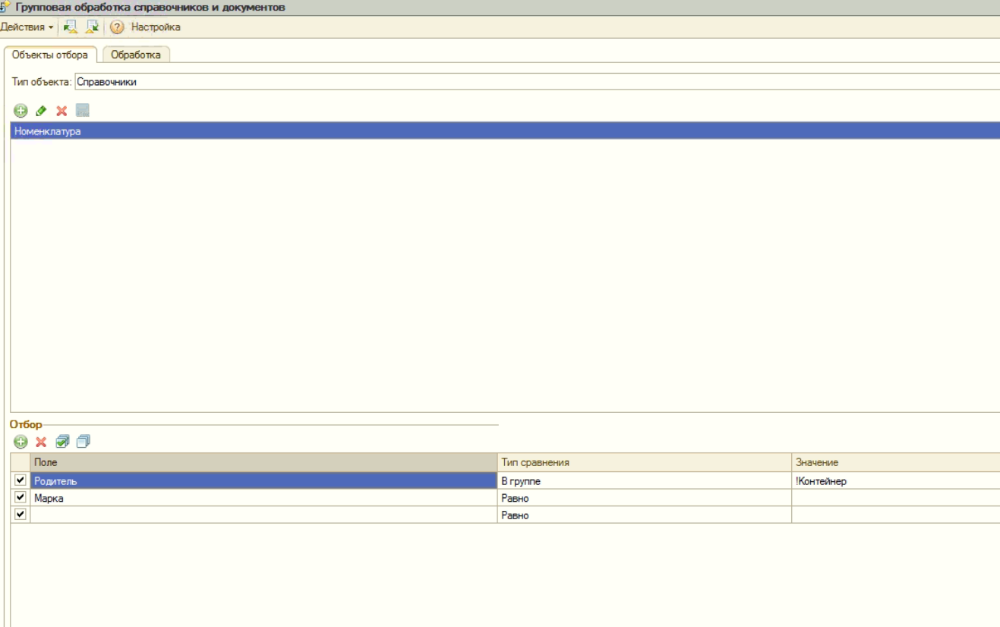 Групповая обработка справочников и документов
Действия Настройка
Объекты отбора Обработка
Тип объекта: Справочники
Номенклатура
Отбор
Поле Тип сравнения Значение
Родитель В группе !Контейнер
Марка Равно
Равно